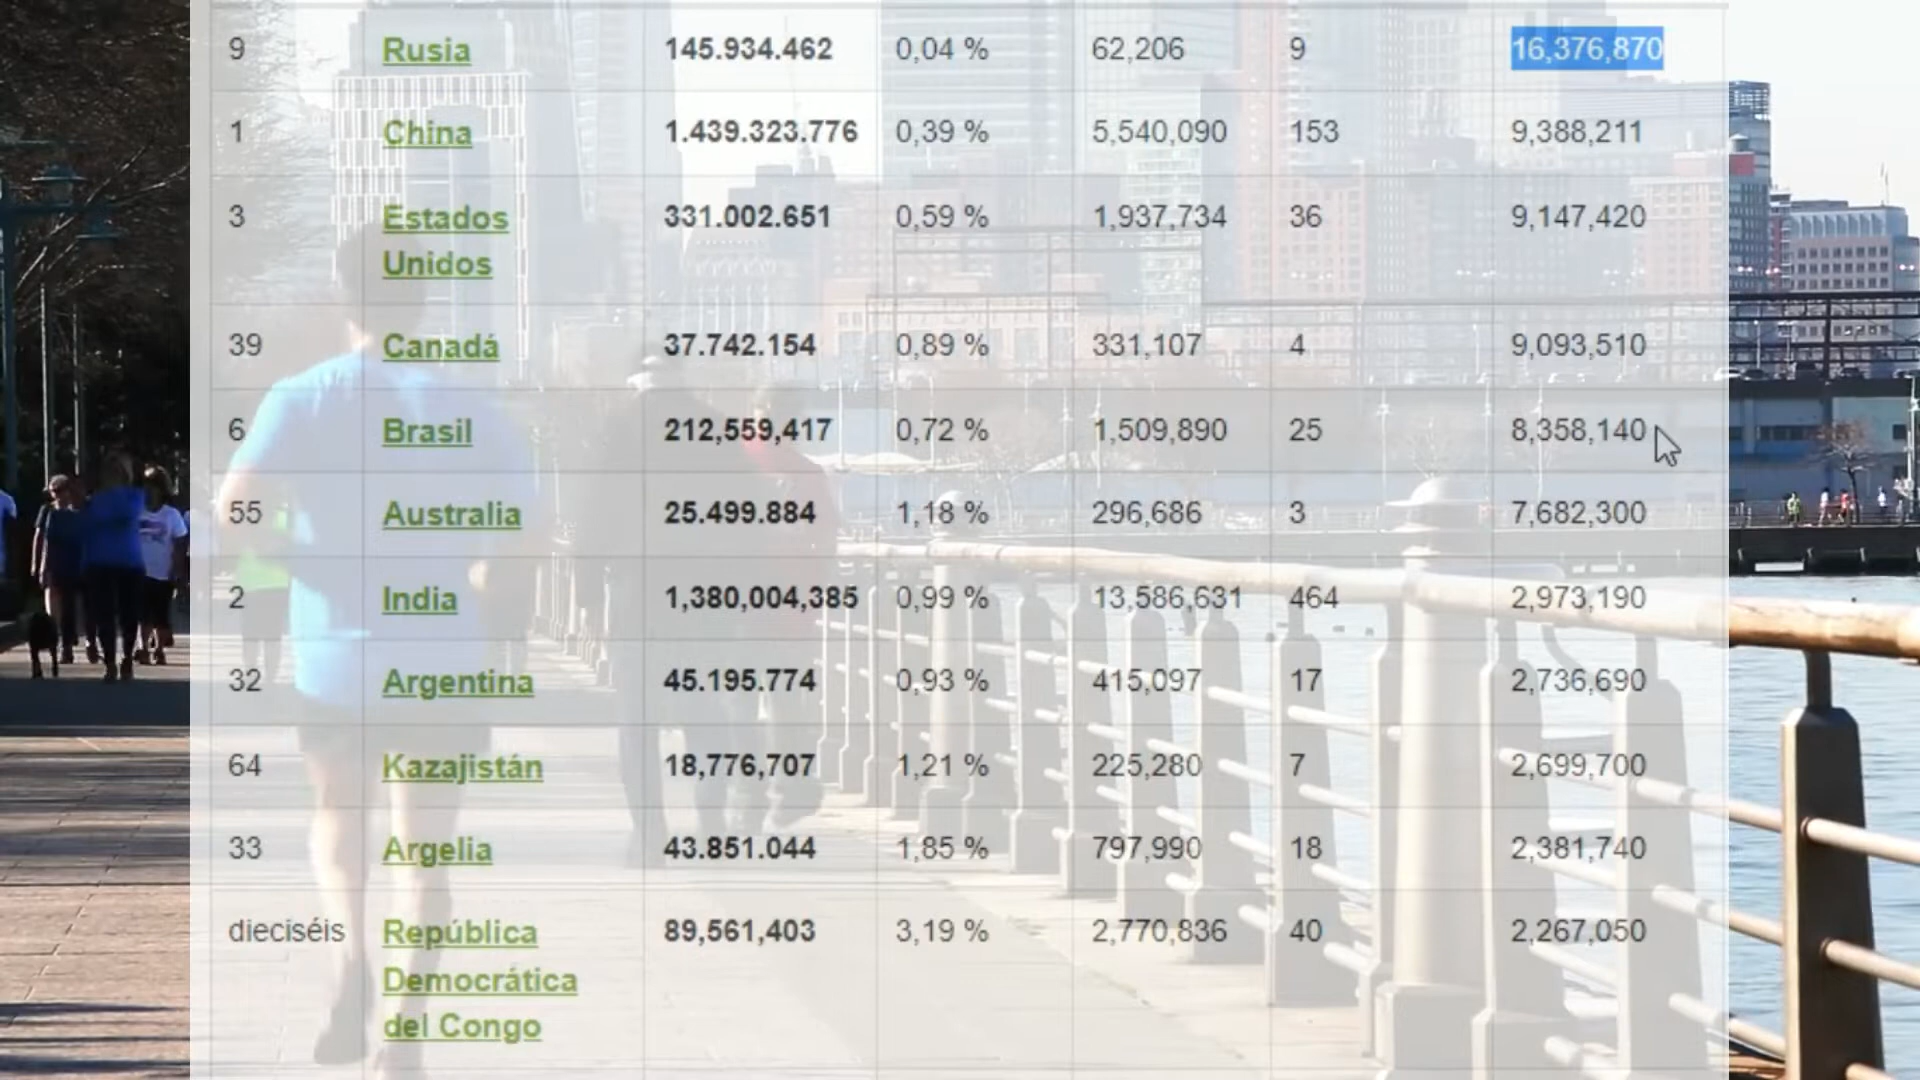 9 Rusia 145.934.462 0,04 % 62,206 9 16,376,870
1 China 1.439.323.776 0,39 % 5,540,090 153 9,388,211
3 Estados 331.002.651 0,59 % 1,937,734 36 9,147,420
Unidos
39 Canadá 37.742.154 0,89 % 331,107 4 9,093,510
6 Brasil 212,559,417 0,72 % 1,509,890 25 8,358,140
55 Australia 25.499.884 1,18 % 296,686 3 7,682,300
2 India 1,380,004,385 0,99 % 13,586,631 464 2,973,190
32 Argentina 45.195.774 0,93 % 415,097 17 2,736,690
64 Kazajistán 18,776,707 1,21 % 225,280 7 2,699,700
33 Argelia 43.851.044 1,85 % 797,990 18 2,381,740
dieciséis República 89,561,403 3,19 % 2,770,836 40 2,267,050
Democrática
del Congo